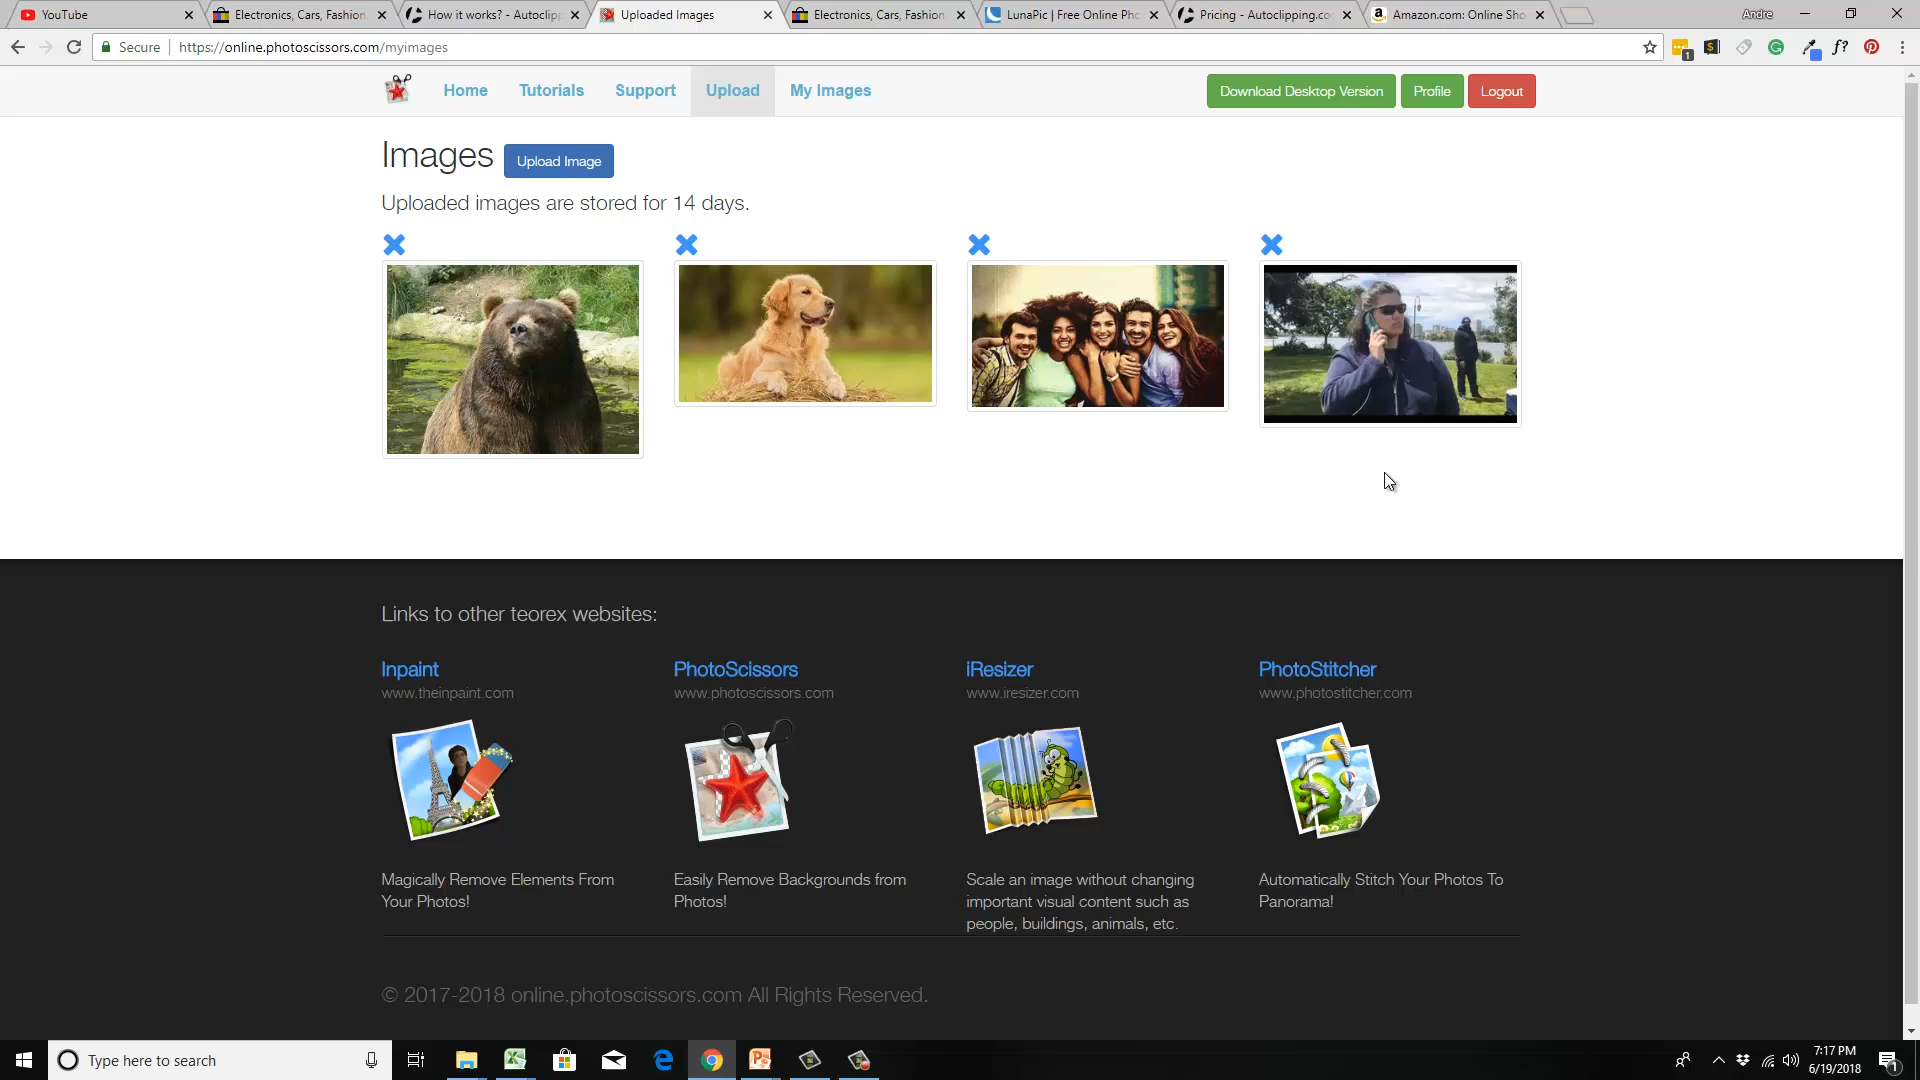 YouTube
Electronics, Cars, Fashion,
How it works? - Autoclipp
Uploaded Images
Electronics, Cars, Fashion
LunaPic | Free Online Pho
Pricing - Autoclipping.co
Amazon.com: Online Sho
Andre
Secure
https://online.photoscissors.com/myimages
1
$
f?
Home
Tutorials
Support
Upload
My Images
Download Desktop Version
Profile
Logout
Images
Upload Image
Uploaded images are stored for 14 days.
Links to other teorex websites:
Inpaint
PhotoScissors
iResizer
PhotoStitcher
www.theinpaint.com
www.photoscissors.com
www.iresizer.com
www.photostitcher.com
Magically Remove Elements From
Your Photos!
Easily Remove Backgrounds from
Photos!
Scale an image without changing
important visual content such as
people, buildings, animals, etc.
Automatically Stitch Your Photos To
Panorama!
© 2017-2018 online.photoscissors.com All Rights Reserved.
Type here to search
7:17 PM
6/19/2018
1